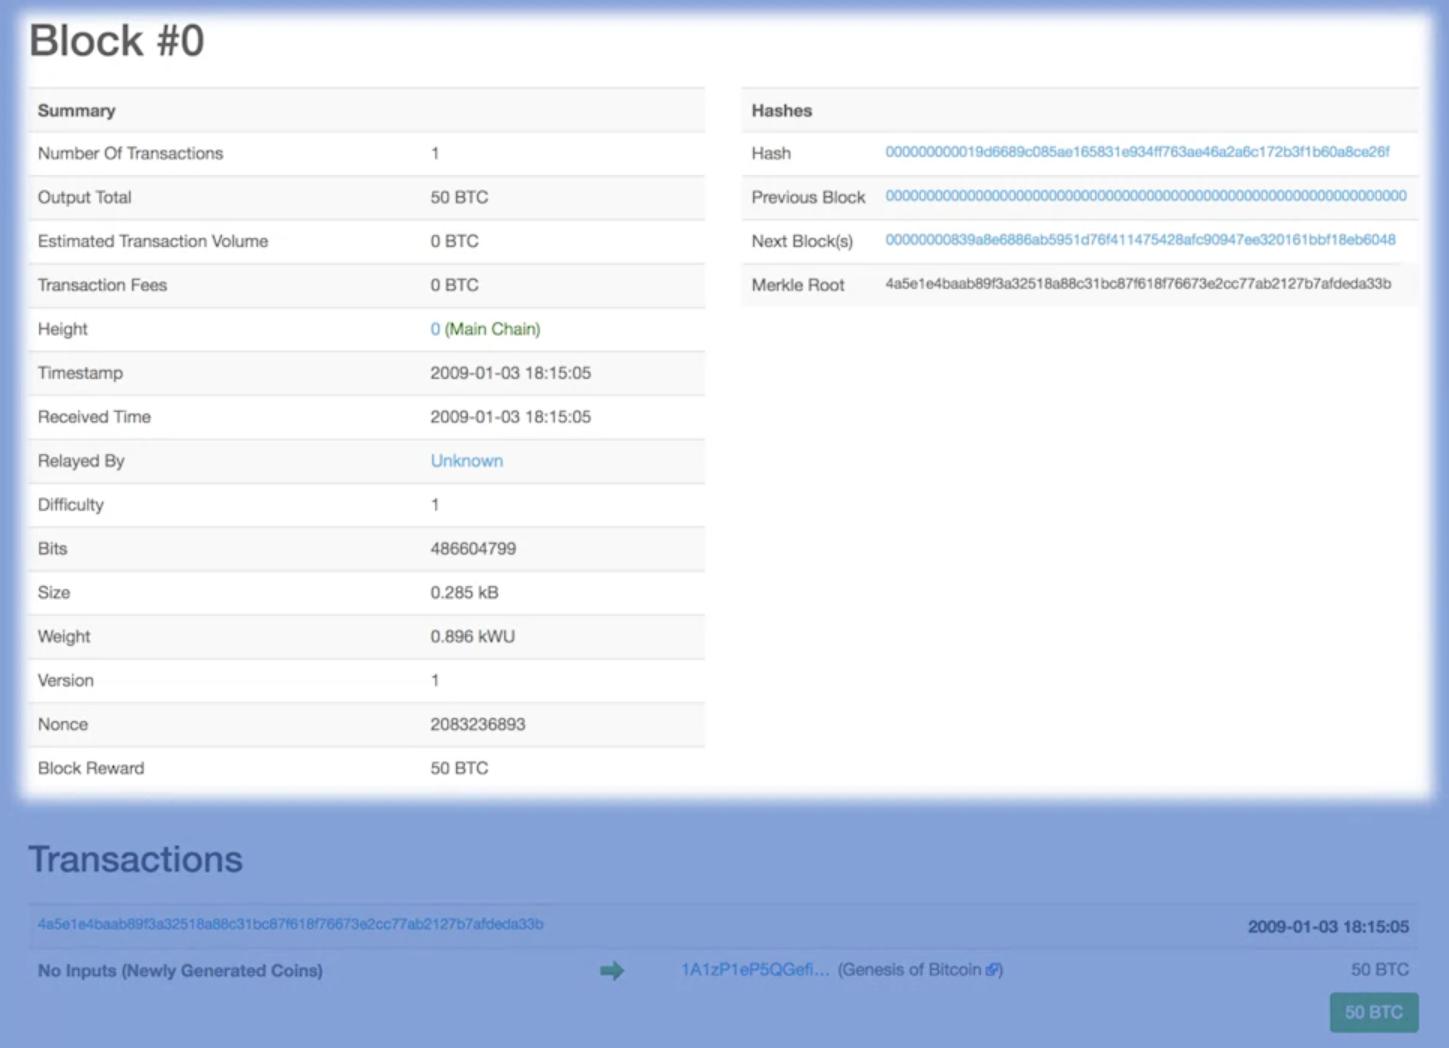 Block #0
Summary
Number Of Transactions 1
Output Total 50 BTC
Estimated Transaction Volume 0 BTC
Transaction Fees 0 BTC
Height 0 (Main Chain)
Timestamp 2009-01-03 18:15:05
Received Time 2009-01-03 18:15:05
Relayed By Unknown
Difficulty 1
Bits 486604799
Size 0.285 kB
Weight 0.896 kWU
Version 1
Nonce 2083236893
Block Reward 50 BTC
Hashes
Hash 000000000019d6689c085ae165831e934ff763ae46a2a6c172b3f1b60a8ce26f
Previous Block 0000000000000000000000000000000000000000000000000000000000000000
Next Block(s) 00000000839a8e6886ab5951d76f411475428afc90947ee320161bbf18eb6048
Merkle Root 4a5e1e4baab89f3a32518a88c31bc87f618f76673e2cc77ab2127b7afdeda33b
Transactions
4a5e1e4baab89f3a32518a88c31bc87f618f76673e2cc77ab2127b7afdeda33b 2009-01-03 18:15:05
No Inputs (Newly Generated Coins) 1A1zP1eP5QGefi... (Genesis of Bitcoin) 50 BTC
50 BTC